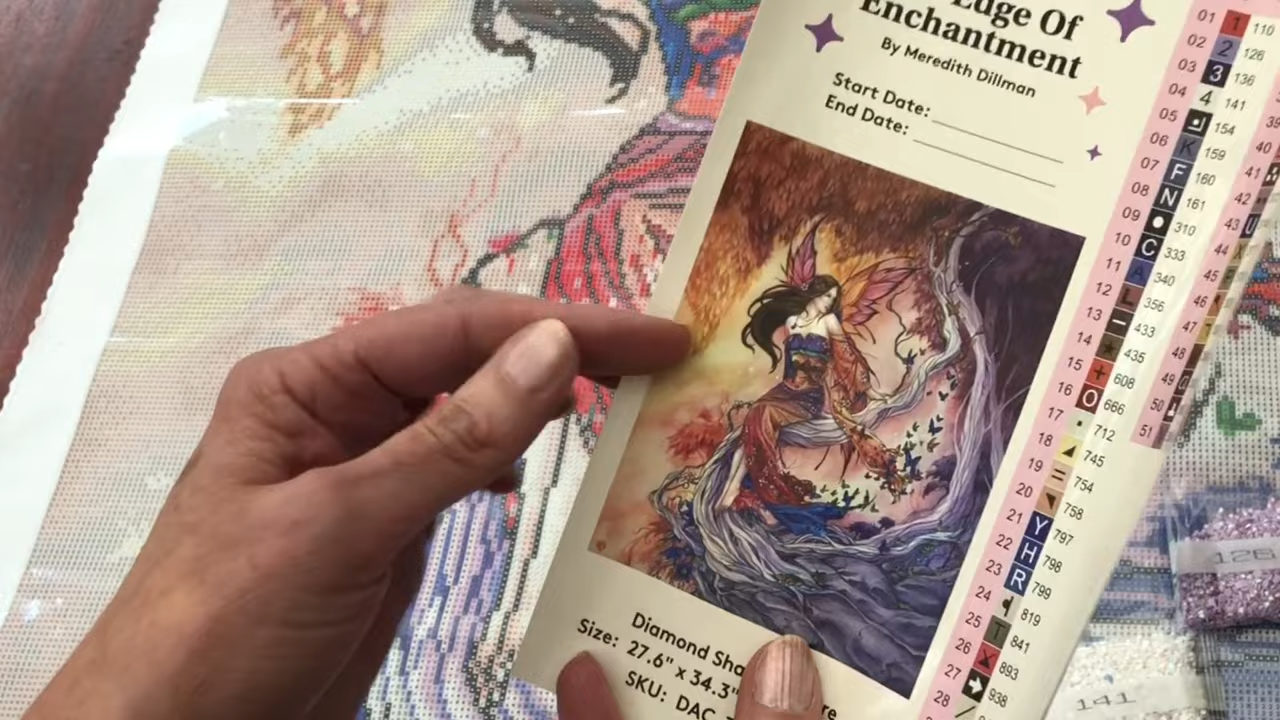 Edge Of
Enchantment
By Meredith Dillman
Start Date:
End Date:
Diamond Sha
Size: 27.6" x 34.3"
SKU: DAC
re
01 1 110
02 2 126
03 3 136
04 4 141
05 154
06 K 159
07 F 160
08 N 161
09 310
10 C 333
11 A 340
12 L 356
13 – 433
14 ★ 435
15 + 608
16 O 666
17 712
18 745
19 = 754
20 758
21 Y 797
22 H 798
23 R 799
24 819
25 T 841
26 893
27 938
28 /
39
40
41
42
43 U
44
45
46
47
48
49
50
51
126
141